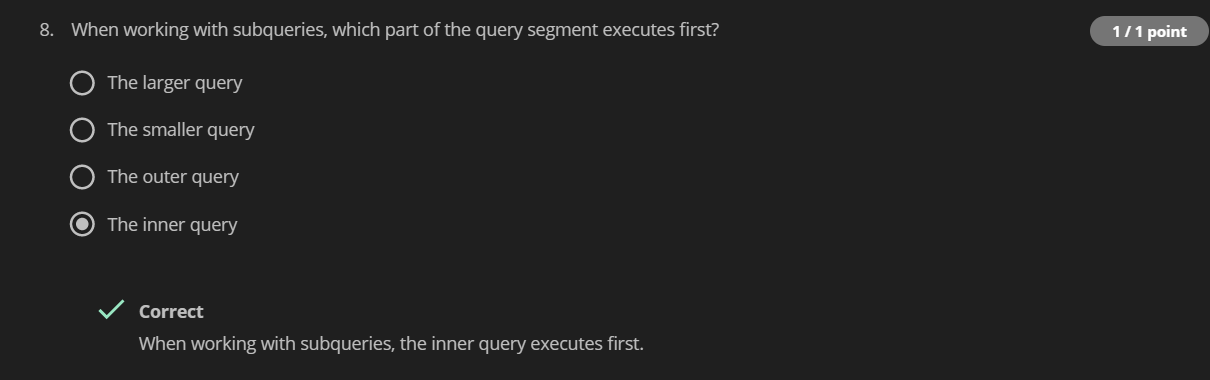 8. When working with subqueries, which part of the query segment executes first?
1 / 1 point
The larger query
The smaller query
The outer query
The inner query
Correct
When working with subqueries, the inner query executes first.